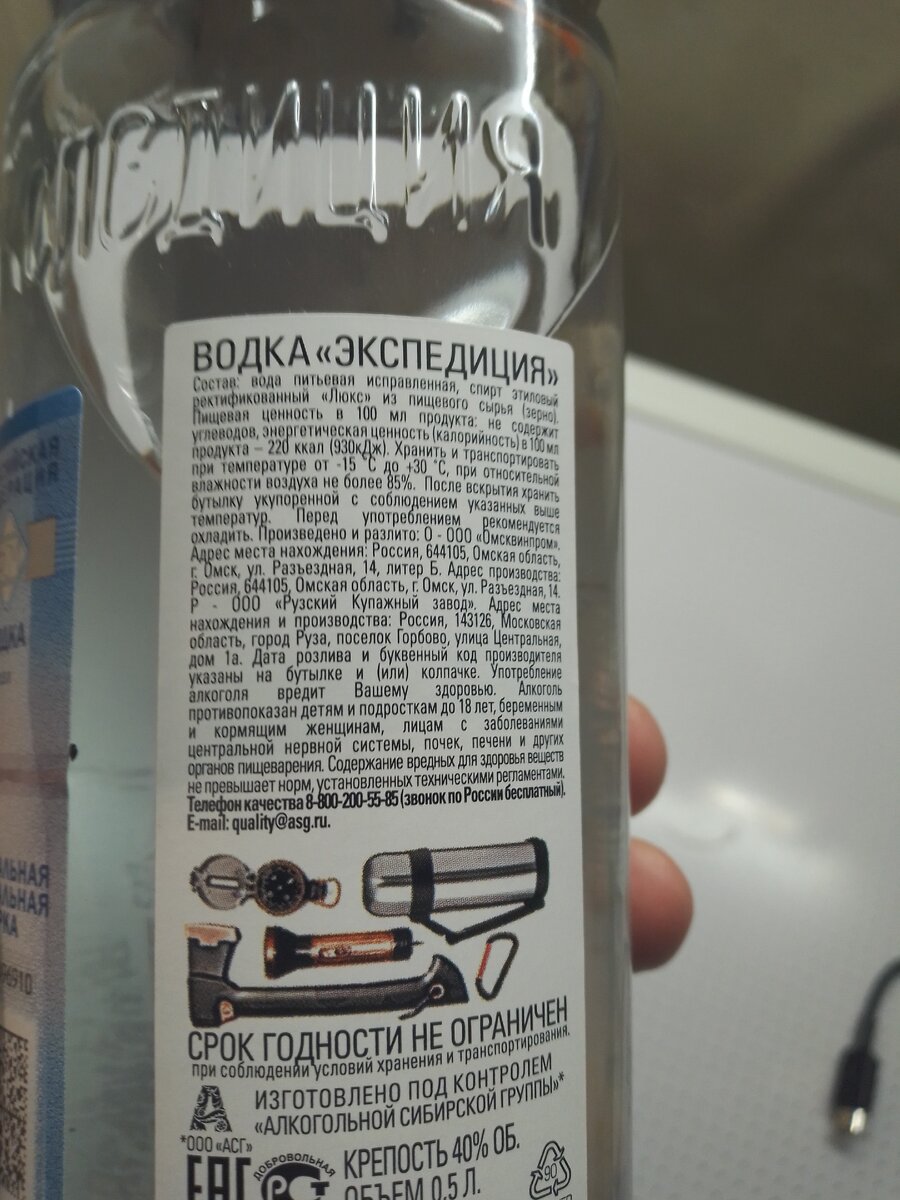 ЭКСПЕДИЦИЯ
ВОДКА «ЭКСПЕДИЦИЯ»
Состав: вода питьевая исправленная, спирт этиловый
ректификованный «Люкс» из пищевого сырья (зерно).
Пищевая ценность в 100 мл продукта: не содержит
углеводов, энергетическая ценность (калорийность) в 100 мл
продукта – 220 ккал (930кДж). Хранить и транспортировать
при температуре от -15 °С до +30 °С, при относительной
влажности воздуха не более 85%. После вскрытия хранить
бутылку укупоренной с соблюдением указанных выше
температур. Перед употреблением рекомендуется
охладить. Произведено и разлито: О - ООО «Омсквинпром».
Адрес места нахождения: Россия, 644105, Омская область,
г. Омск, ул. Разъездная, 14, литер Б. Адрес производства:
Россия, 644105, Омская область, г. Омск, ул. Разъездная, 14.
Р - ООО «Рузский Купажный завод». Адрес места
нахождения и производства: Россия, 143126, Московская
область, город Руза, поселок Горбово, улица Центральная,
дом 1а. Дата розлива и буквенный код производителя
указаны на бутылке и (или) колпачке. Употребление
алкоголя вредит Вашему здоровью. Алкоголь
противопоказан детям и подросткам до 18 лет, беременным
и кормящим женщинам, лицам с заболеваниями
центральной нервной системы, почек, печени и других
органов пищеварения. Содержание вредных для здоровья веществ
не превышает норм, установленных техническими регламентами.
Телефон качества 8-800-200-55-85 (звонок по России бесплатный).
E-mail: quality@asg.ru.
СРОК ГОДНОСТИ НЕ ОГРАНИЧЕН
при соблюдении условий хранения и транспортирования.
ИЗГОТОВЛЕНО ПОД КОНТРОЛЕМ
«АЛКОГОЛЬНОЙ СИБИРСКОЙ ГРУППЫ»*
*ООО «АСГ»
ЕАС
ДОБРОВОЛЬНАЯ
КРЕПОСТЬ 40% ОБ.
ОБЪЕМ 0,5 Л.
90